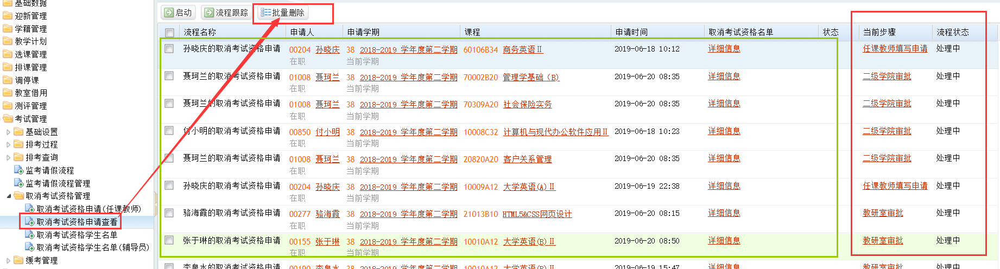 基础数据
迎新管理
学籍管理
教学计划
选课管理
排课管理
调停课
教室借用
测评管理
考试管理
基础设置
排考过程
排考查询
监考请假流程
监考请假流程管理
取消考试资格管理
取消考试资格申请(任课教师)
取消考试资格申请查看
取消考试资格学生名单
取消考试资格学生名单(辅导员)
缓考管理
启动 流程跟踪 批量删除
流程名称 申请人 申请学期 课程 申请时间 取消考试资格名单 状态 当前步骤 流程状态
孙晓庆的取消考试资格申请 00204 孙晓庆 38 2018-2019 学年度第二学期 60106B34 商务英语Ⅱ 2019-06-18 10:12 详细信息 任课教师填写申请 处理中
在职 当前学期
聂珂兰的取消考试资格申请 01008 聂珂兰 38 2018-2019 学年度第二学期 70002B20 管理学基础（B) 2019-06-20 08:35 详细信息 二级学院审批 处理中
在职 当前学期
聂珂兰的取消考试资格申请 01008 聂珂兰 38 2018-2019 学年度第二学期 70309A20 社会保险实务 2019-06-20 08:35 详细信息 二级学院审批 处理中
在职 当前学期
付小明的取消考试资格申请 00850 付小明 38 2018-2019 学年度第二学期 10008C32 计算机与现代办公软件应用Ⅱ 2019-06-18 10:23 详细信息 二级学院审批 处理中
在职 当前学期
聂珂兰的取消考试资格申请 01008 聂珂兰 38 2018-2019 学年度第二学期 20820A20 客户关系管理 2019-06-20 08:35 详细信息 二级学院审批 处理中
在职 当前学期
孙晓庆的取消考试资格申请 00204 孙晓庆 38 2018-2019 学年度第二学期 10009A12 大学英语(A)Ⅱ 2019-06-19 22:38 详细信息 任课教师填写申请 处理中
在职 当前学期
骆海霞的取消考试资格申请 00277 骆海霞 38 2018-2019 学年度第二学期 21013B10 HTML5&CSS网页设计 2019-06-20 08:15 详细信息 教研室审批 处理中
在职 当前学期
张于琳的取消考试资格申请 00155 张于琳 38 2018-2019 学年度第二学期 10010A12 大学英语(B)Ⅱ 2019-06-20 08:50 详细信息 教研室审批 处理中
在职 当前学期
李泉水的取消考试资格申请 00190 李泉水 38 2018-2019 学年度第二学期 10010A12 大学英语(B)Ⅱ 2019-06-19 15:47 详细信息 教研室审批 处理中